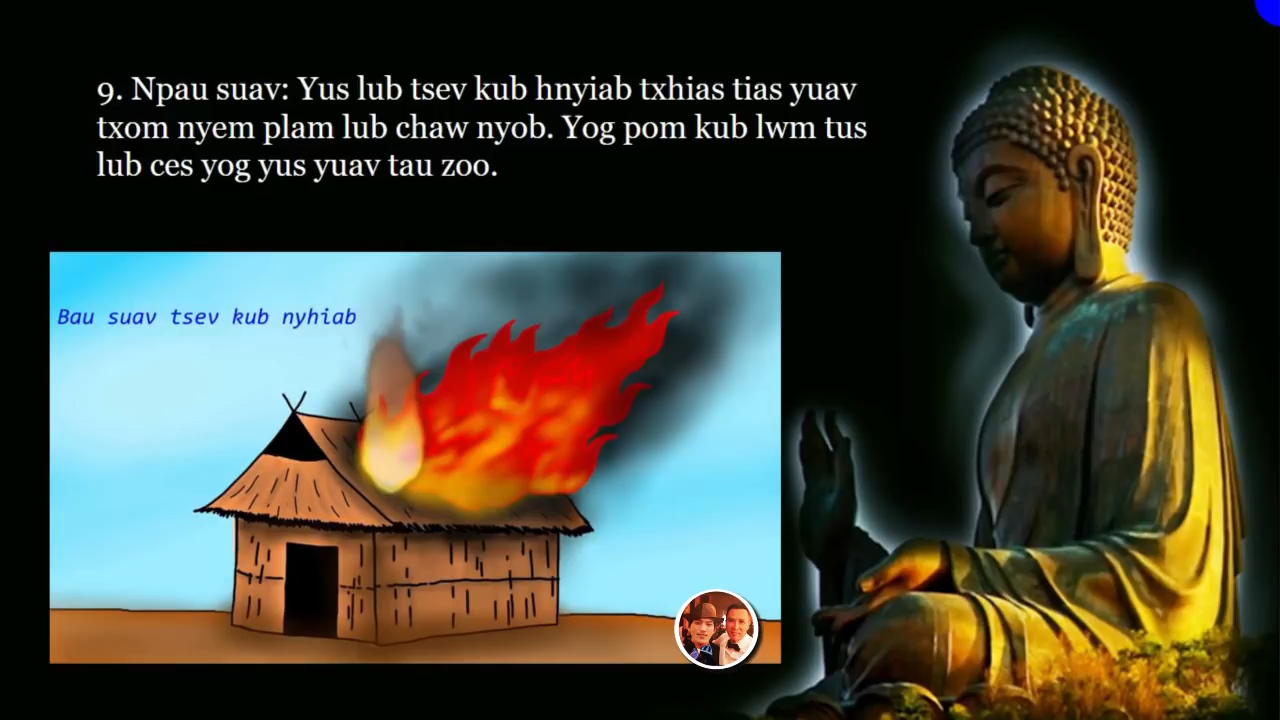 9. Npau suav: Yus lub tsev kub hnyiab txhias tias yuav
txom nyem plam lub chaw nyob. Yog pom kub lwm tus
lub ces yog yus yuav tau zoo.
Bau suav tsev kub nyhiab